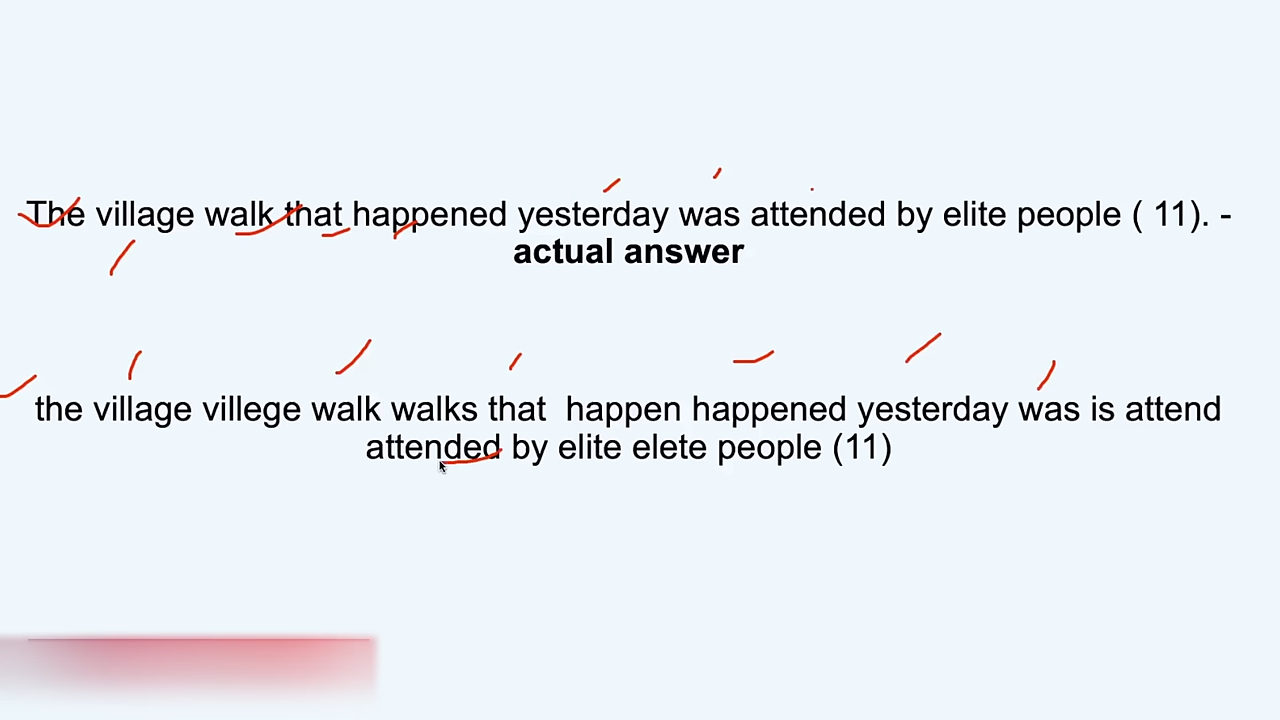 The village walk that happened yesterday was attended by elite people ( 11). -
actual answer
the village villege walk walks that  happen happened yesterday was is attend
attended by elite elete people (11)